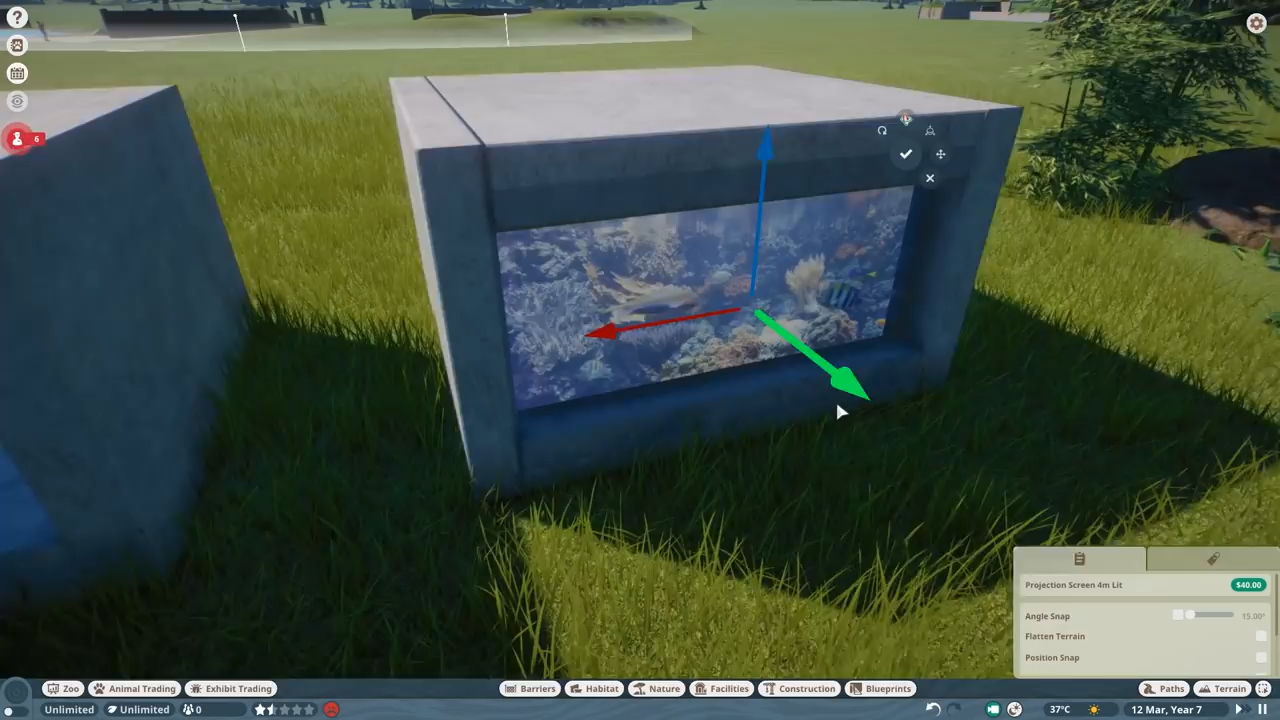 ?
6
Projection Screen 4m Lit $40.00
Angle Snap 15.00°
Flatten Terrain
Position Snap
Zoo Animal Trading Exhibit Trading Barriers Habitat Nature Facilities Construction Blueprints Paths Terrain
Unlimited Unlimited 0 37°C 12 Mar, Year 7